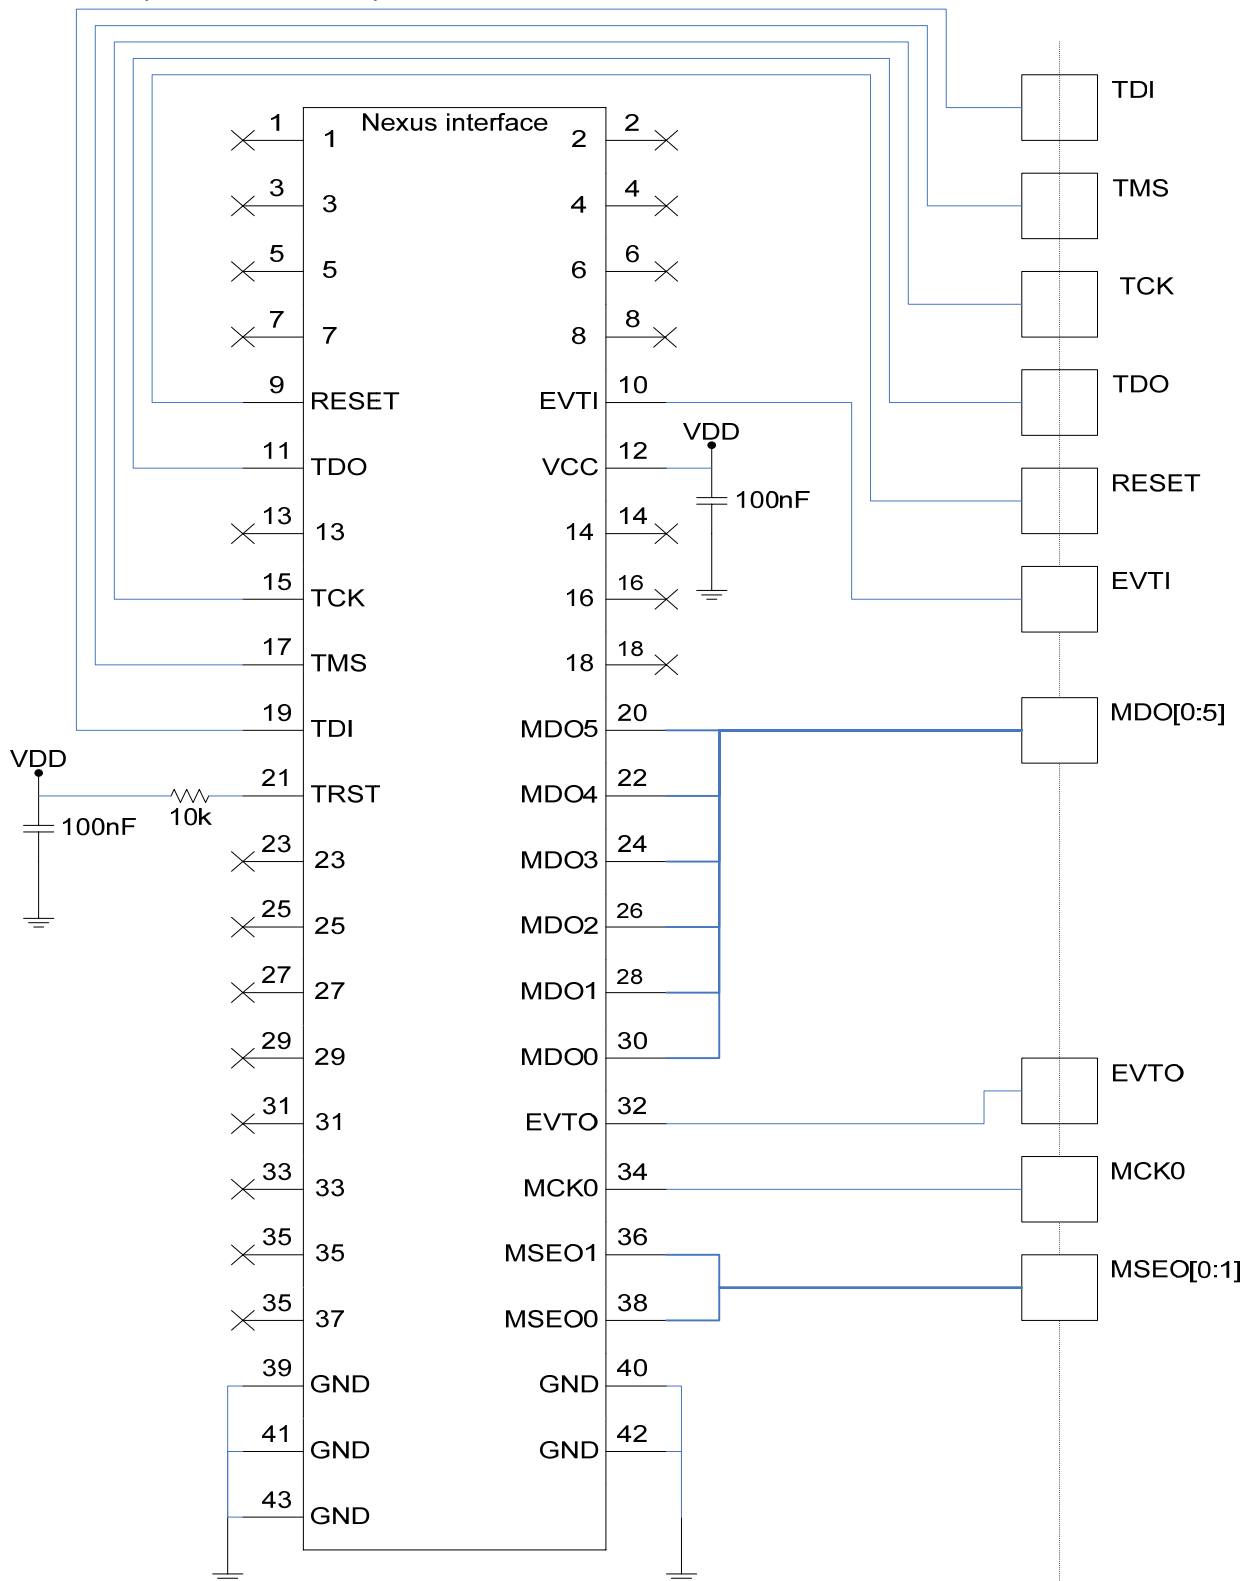 TDI
Nexus interface
1 1 2 2
TMS
3 3 4 4
5 5 6 6
TCK
7 7 8 8
TDO
9 RESET EVTI 10
VDD
11 TDO VCC 12
RESET
100nF
13 13 14 14
EVTI
15 TCK 16 16
17 TMS 18 18
MDO[0:5]
19 TDI MDO5 20
VDD
21 TRST MDO4 22
10k
100nF
23 23 MDO3 24
25 25 MDO2 26
27 27 MDO1 28
29 29 MDO0 30
EVTO
31 31 EVTO 32
MCK0
33 33 MCK0 34
35 35 MSEO1 36
MSEO[0:1]
35 37 MSEO0 38
39 GND GND 40
41 GND GND 42
43 GND